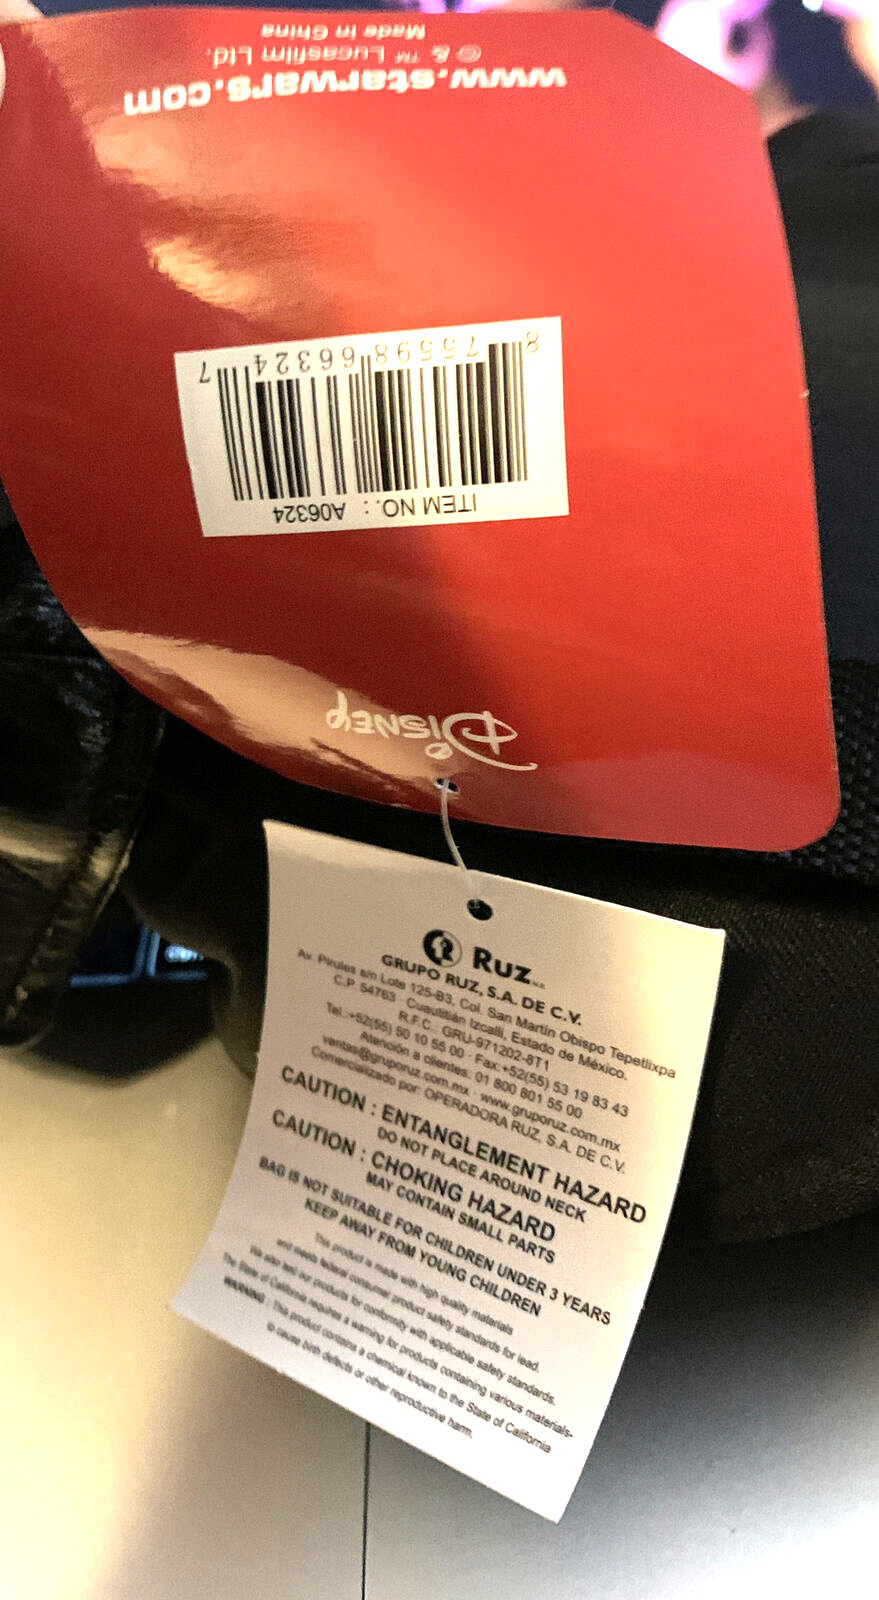 www.starwars.com
© & ™ Lucasfilm Ltd.
Made in China
ITEM NO.: A06324
8 75598 66324 7
Disney
Ruz
GRUPO RUZ, S.A. DE C.V.
Av. Pirules s/n Lote 125-B3, Col. San Martín Obispo Tepetlixpa
C.P. 54763 · Cuautitlán Izcalli, Estado de México.
R.F.C.: GRU-971202-8T1
Tel.:+52(55) 50 10 55 00 · Fax:+52(55) 53 19 83 43
Atención a clientes: 01 800 801 55 00
ventas@gruporuz.com.mx · www.gruporuz.com.mx
Comercializado por: OPERADORA RUZ, S.A. DE C.V.
CAUTION : ENTANGLEMENT HAZARD
DO NOT PLACE AROUND NECK
CAUTION : CHOKING HAZARD
MAY CONTAIN SMALL PARTS
BAG IS NOT SUITABLE FOR CHILDREN UNDER 3 YEARS
KEEP AWAY FROM YOUNG CHILDREN
This product is made with high quality materials
and meets federal consumer product safety standards for lead.
We also test our products for conformity with applicable safety standards.
The State of California requires a warning for products containing various materials-
WARNING : This product contains a chemical known to the State of California
to cause birth defects or other reproductive harm.